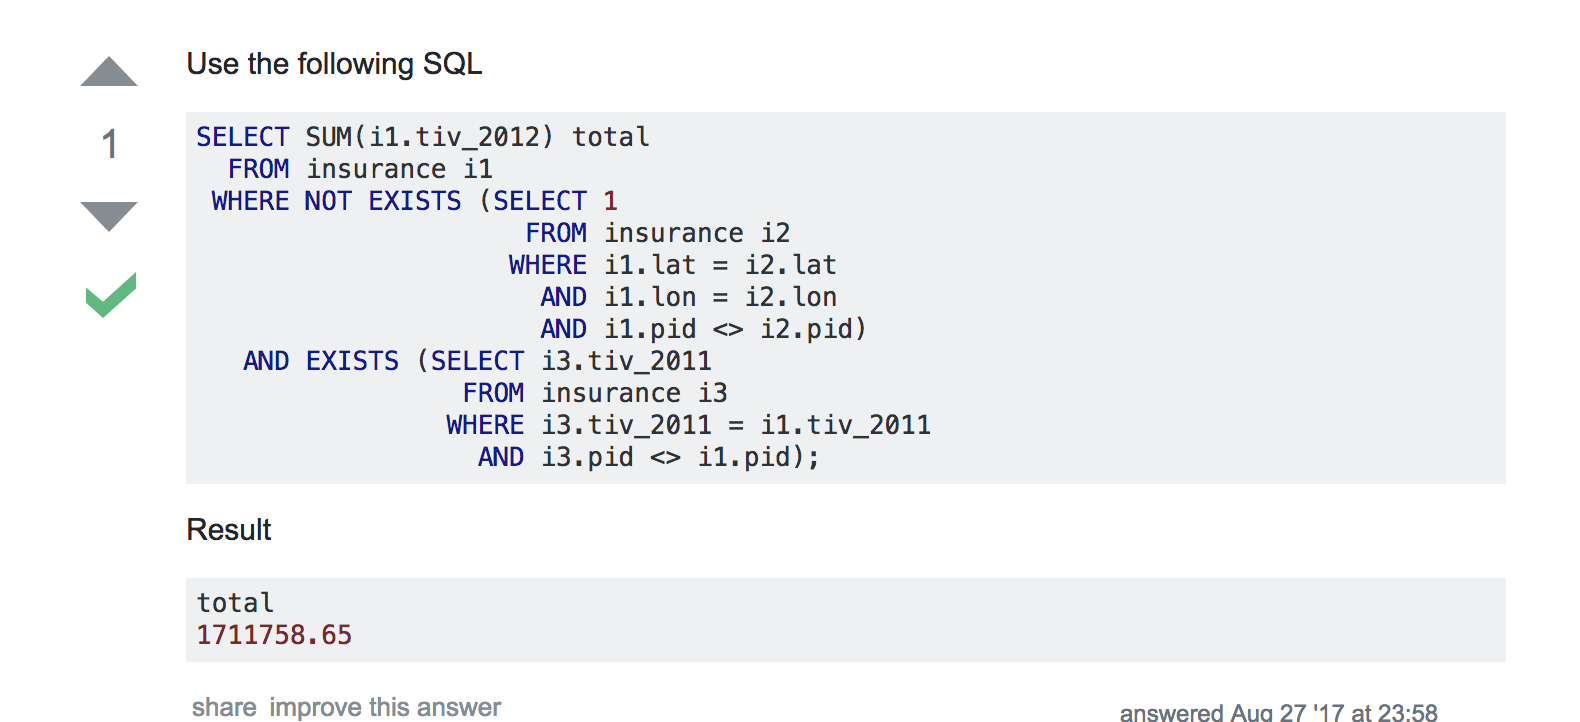 Use the following SQL
1
SELECT SUM(i1.tiv_2012) total
FROM insurance i1
WHERE NOT EXISTS (SELECT 1
FROM insurance i2
WHERE i1.lat = i2.lat
AND i1.lon = i2.lon
AND i1.pid <> i2.pid)
AND EXISTS (SELECT i3.tiv_2011
FROM insurance i3
WHERE i3.tiv_2011 = i1.tiv_2011
AND i3.pid <> i1.pid);
Result
total
1711758.65
share improve this answer
answered Aug 27 '17 at 23:58